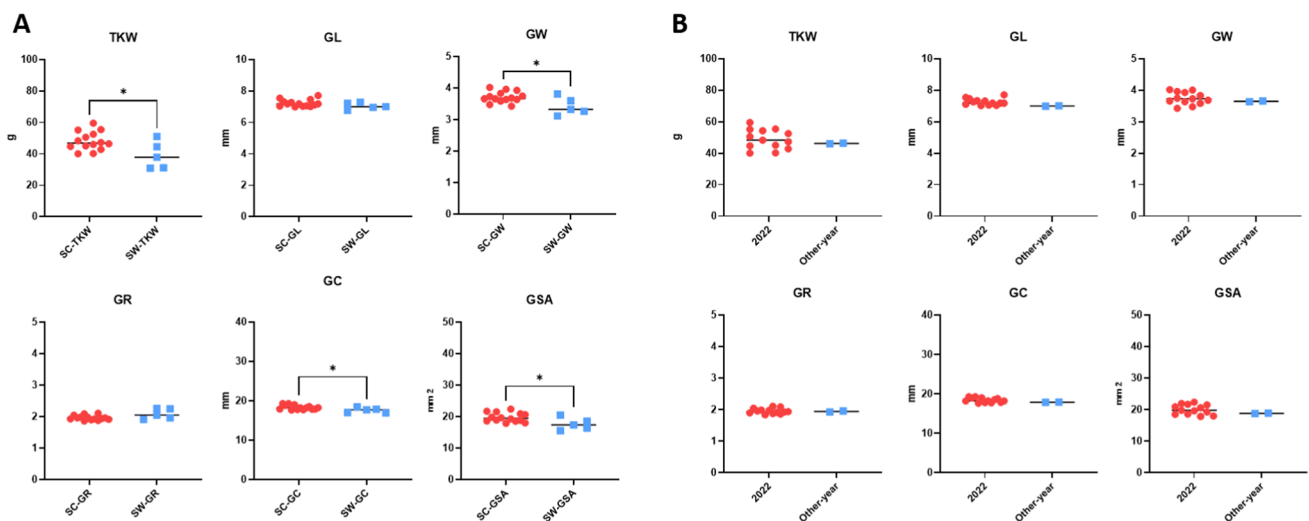 A
TKW
g
100
80
60
40
20
0
*
SC-TKW
SW-TKW
GL
mm
10
8
6
4
2
0
SC-GL
SW-GL
GW
mm
5
4
3
2
1
0
*
SC-GW
SW-GW
GR
5
4
3
2
1
0
SC-GR
SW-GR
GC
mm
40
30
20
10
0
*
SC-GC
SW-GC
GSA
mm 2
50
40
30
20
10
0
*
SC-GSA
SW-GSA
B
TKW
g
100
80
60
40
20
0
2022
Other-year
GL
mm
10
8
6
4
2
0
2022
Other-year
GW
mm
5
4
3
2
1
0
2022
Other-year
GR
5
4
3
2
1
0
2022
Other-year
GC
mm
40
30
20
10
0
2022
Other-year
GSA
mm 2
50
40
30
20
10
0
2022
Other-year